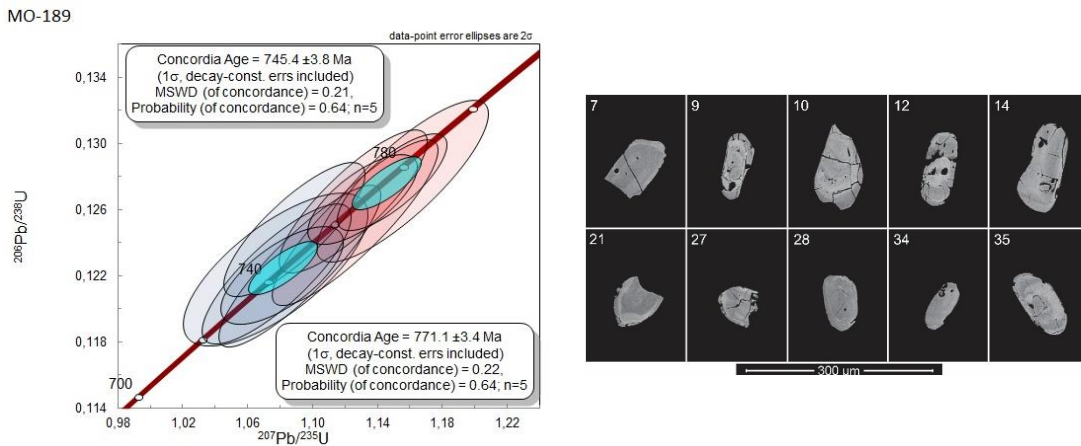 MO-189
data-point error ellipses are 2σ
Concordia Age = 745.4 ±3.8 Ma
(1σ, decay-const. errs included)
MSWD (of concordance) = 0.21,
Probability (of concordance) = 0.64; n=5
0,134
0,130
0,126
0,122
0,118
0,114
206Pb/238U
780
740
700
Concordia Age = 771.1 ±3.4 Ma
(1σ, decay-const. errs included)
MSWD (of concordance) = 0.22,
Probability (of concordance) = 0.64; n=5
0,98 1,02 1,06 1,10 1,14 1,18 1,22
207Pb/235U
7 9 10 12 14
21 27 28 34 35
300 um